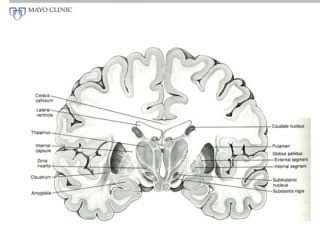 MAYO CLINIC
Corpus
callosum
Lateral
ventricle
Thalamus
Internal
capsule
Zona
incerta
Claustrum
Amygdala
Caudate nucleus
Putamen
Globus pallidus
External segment
Internal segment
Subthalamic
nucleus
Substantia nigra